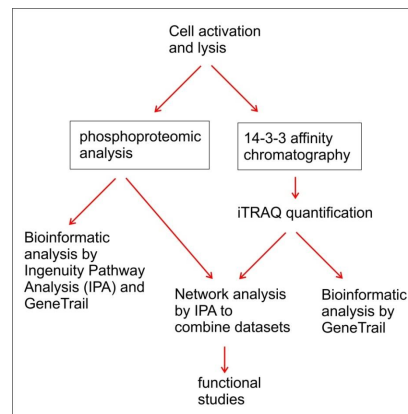 Cell activation
and lysis
phosphoproteomic
analysis
14-3-3 affinity
chromatography
iTRAQ quantification
Bioinformatic
analysis by
Ingenuity Pathway
Analysis (IPA) and
GeneTrail
Network analysis
by IPA to
combine datasets
Bioinformatic
analysis by
GeneTrail
functional
studies